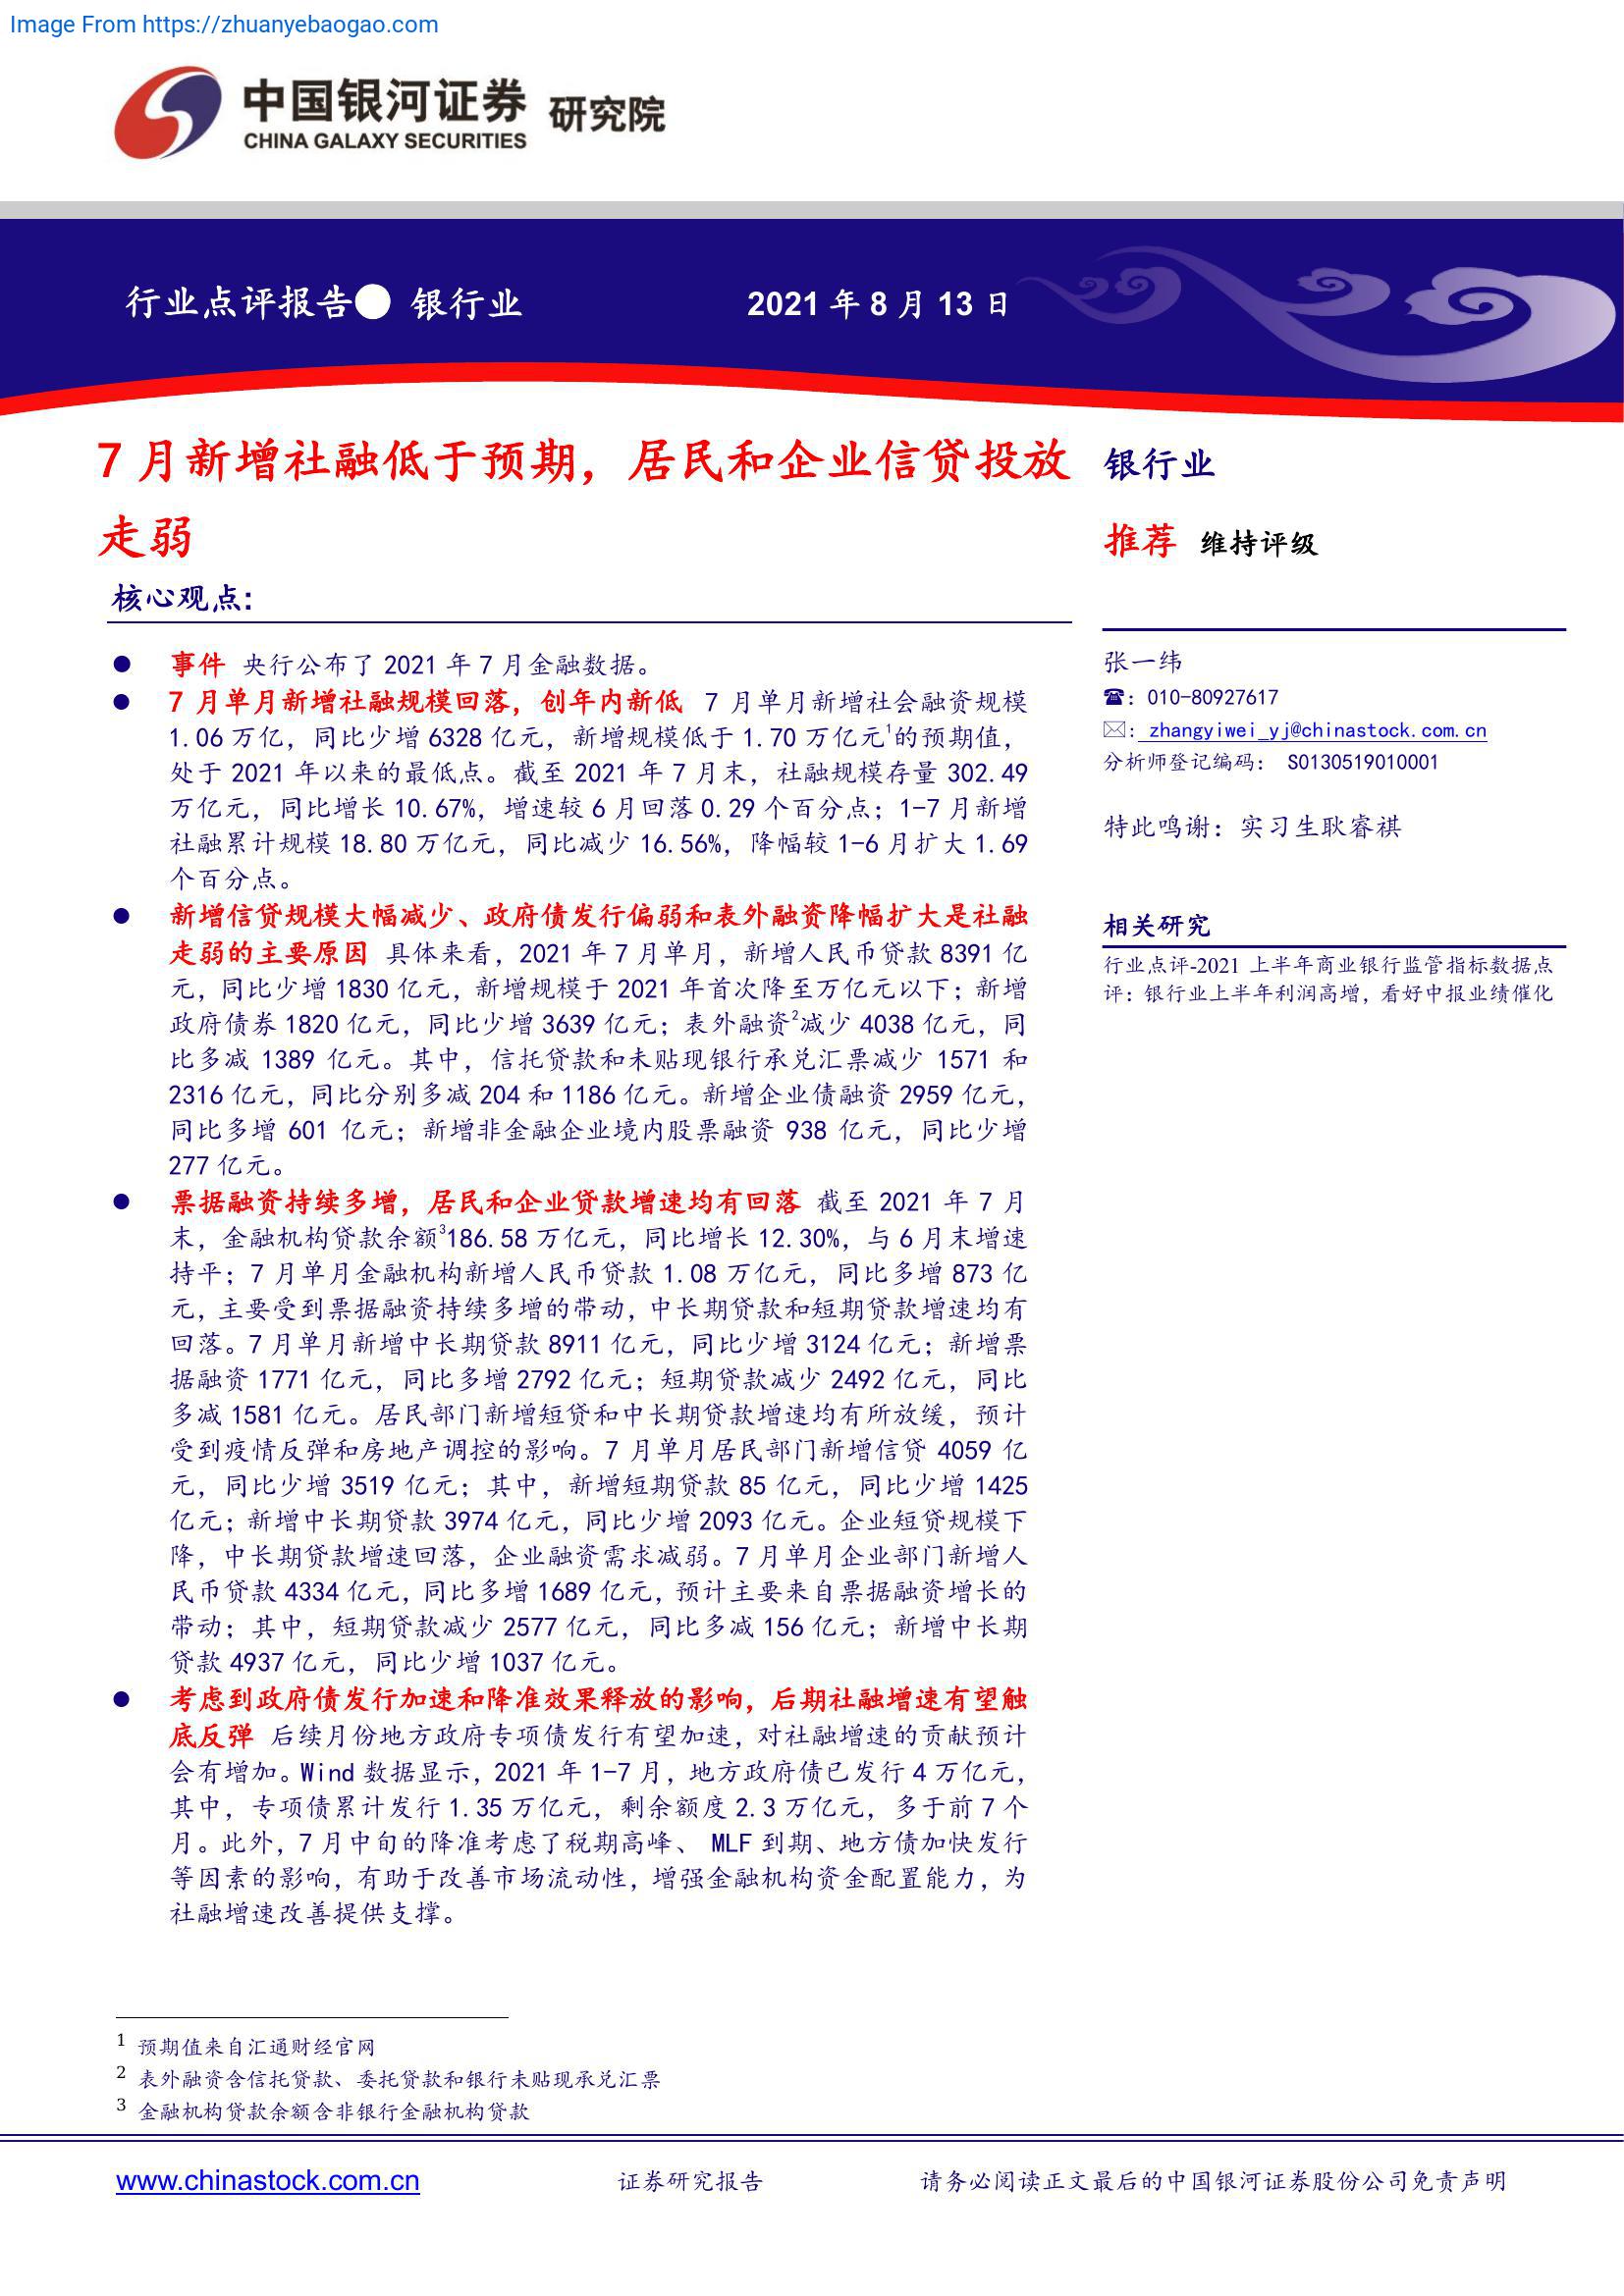 Image From https://zhuanyebaogao.com
中国银河证券 研究院
CHINA GALAXY SECURITIES
行业点评报告● 银行业
2021 年 8 月 13 日
7 月新增社融低于预期，居民和企业信贷投放
走弱
核心观点：
● 事件 央行公布了 2021 年 7 月金融数据。
● 7 月单月新增社融规模回落，创年内新低 7 月单月新增社会融资规模
1.06 万亿，同比少增 6328 亿元，新增规模低于 1.70 万亿元1的预期值，
处于 2021 年以来的最低点。截至 2021 年 7 月末，社融规模存量 302.49
万亿元，同比增长 10.67%，增速较 6 月回落 0.29 个百分点；1-7 月新增
社融累计规模 18.80 万亿元，同比减少 16.56%，降幅较 1-6 月扩大 1.69
个百分点。
● 新增信贷规模大幅减少、政府债发行偏弱和表外融资降幅扩大是社融
走弱的主要原因 具体来看，2021 年 7 月单月，新增人民币贷款 8391 亿
元，同比少增 1830 亿元，新增规模于 2021 年首次降至万亿元以下；新增
政府债券 1820 亿元，同比少增 3639 亿元；表外融资2减少 4038 亿元，同
比多减 1389 亿元。其中，信托贷款和未贴现银行承兑汇票减少 1571 和
2316 亿元，同比分别多减 204 和 1186 亿元。新增企业债融资 2959 亿元，
同比多增 601 亿元；新增非金融企业境内股票融资 938 亿元，同比少增
277 亿元。
● 票据融资持续多增，居民和企业贷款增速均有回落 截至 2021 年 7 月
末，金融机构贷款余额3186.58 万亿元，同比增长 12.30%，与 6 月末增速
持平；7 月单月金融机构新增人民币贷款 1.08 万亿元，同比多增 873 亿
元，主要受到票据融资持续多增的带动，中长期贷款和短期贷款增速均有
回落。7 月单月新增中长期贷款 8911 亿元，同比少增 3124 亿元；新增票
据融资 1771 亿元，同比多增 2792 亿元；短期贷款减少 2492 亿元，同比
多减 1581 亿元。居民部门新增短贷和中长期贷款增速均有所放缓，预计
受到疫情反弹和房地产调控的影响。7 月单月居民部门新增信贷 4059 亿
元，同比少增 3519 亿元；其中，新增短期贷款 85 亿元，同比少增 1425
亿元；新增中长期贷款 3974 亿元，同比少增 2093 亿元。企业短贷规模下
降，中长期贷款增速回落，企业融资需求减弱。7 月单月企业部门新增人
民币贷款 4334 亿元，同比多增 1689 亿元，预计主要来自票据融资增长的
带动；其中，短期贷款减少 2577 亿元，同比多减 156 亿元；新增中长期
贷款 4937 亿元，同比少增 1037 亿元。
● 考虑到政府债发行加速和降准效果释放的影响，后期社融增速有望触
底反弹 后续月份地方政府专项债发行有望加速，对社融增速的贡献预计
会有增加。Wind 数据显示，2021 年 1-7 月，地方政府债已发行 4 万亿元，
其中，专项债累计发行 1.35 万亿元，剩余额度 2.3 万亿元，多于前 7 个
月。此外，7 月中旬的降准考虑了税期高峰、 MLF 到期、地方债加快发行
等因素的影响，有助于改善市场流动性，增强金融机构资金配置能力，为
社融增速改善提供支撑。
银行业
推荐 维持评级
张一纬
☎：010-80927617
✉：zhangyiwei_yj@chinastock.com.cn
分析师登记编码： S0130519010001
特此鸣谢：实习生耿睿祺
相关研究
行业点评-2021 上半年商业银行监管指标数据点
评：银行业上半年利润高增，看好中报业绩催化
1 预期值来自汇通财经官网
2 表外融资含信托贷款、委托贷款和银行未贴现承兑汇票
3 金融机构贷款余额含非银行金融机构贷款
www.chinastock.com.cn
证券研究报告
请务必阅读正文最后的中国银河证券股份公司免责声明